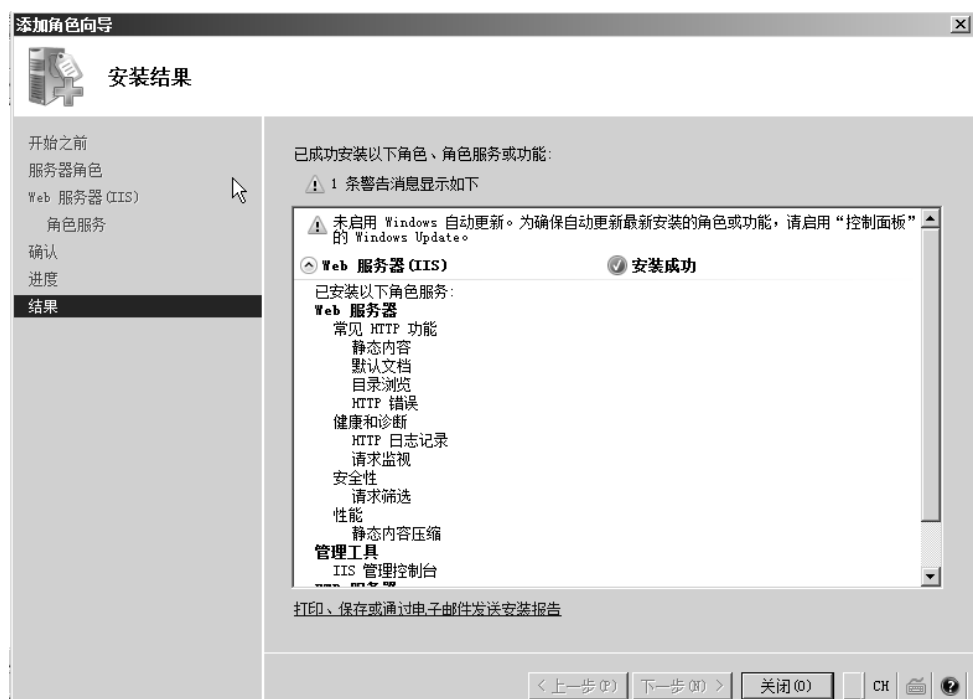 添加角色向导
安装结果
开始之前
服务器角色
Web 服务器(IIS)
角色服务
确认
进度
结果
已成功安装以下角色、角色服务或功能:
1 条警告消息显示如下
未启用 Windows 自动更新。为确保自动更新最新安装的角色或功能，请启用“控制面板”
的 Windows Update。
Web 服务器(IIS) 安装成功
已安装以下角色服务:
Web 服务器
常见 HTTP 功能
静态内容
默认文档
目录浏览
HTTP 错误
健康和诊断
HTTP 日志记录
请求监视
安全性
请求筛选
性能
静态内容压缩
管理工具
IIS 管理控制台
打印、保存或通过电子邮件发送安装报告
< 上一步(P) 下一步(N) > 关闭(O) CH